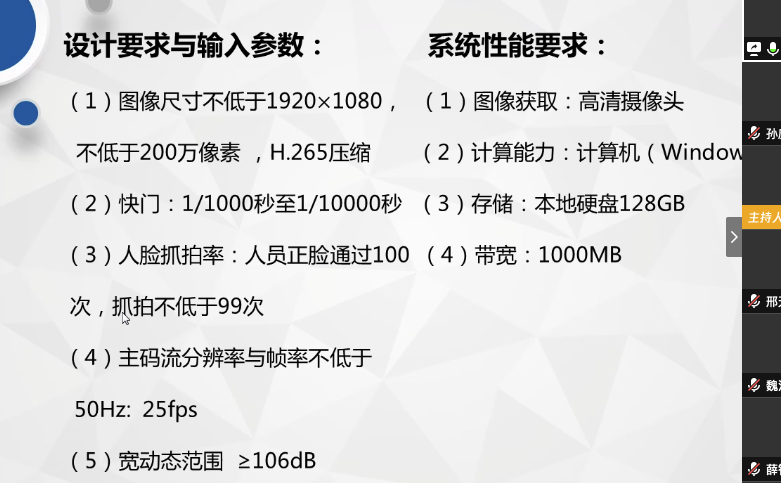 设计要求与输入参数：
（1）图像尺寸不低于1920×1080，
不低于200万像素 ，H.265压缩
（2）快门：1/1000秒至1/10000秒
（3）人脸抓拍率：人员正脸通过100
次，抓拍不低于99次
（4）主码流分辨率与帧率不低于
50Hz: 25fps
（5）宽动态范围 ≥106dB
系统性能要求：
（1）图像获取：高清摄像头
（2）计算能力：计算机（Window
（3）存储：本地硬盘128GB
（4）带宽：1000MB
孙
主持人
邢
魏
薛